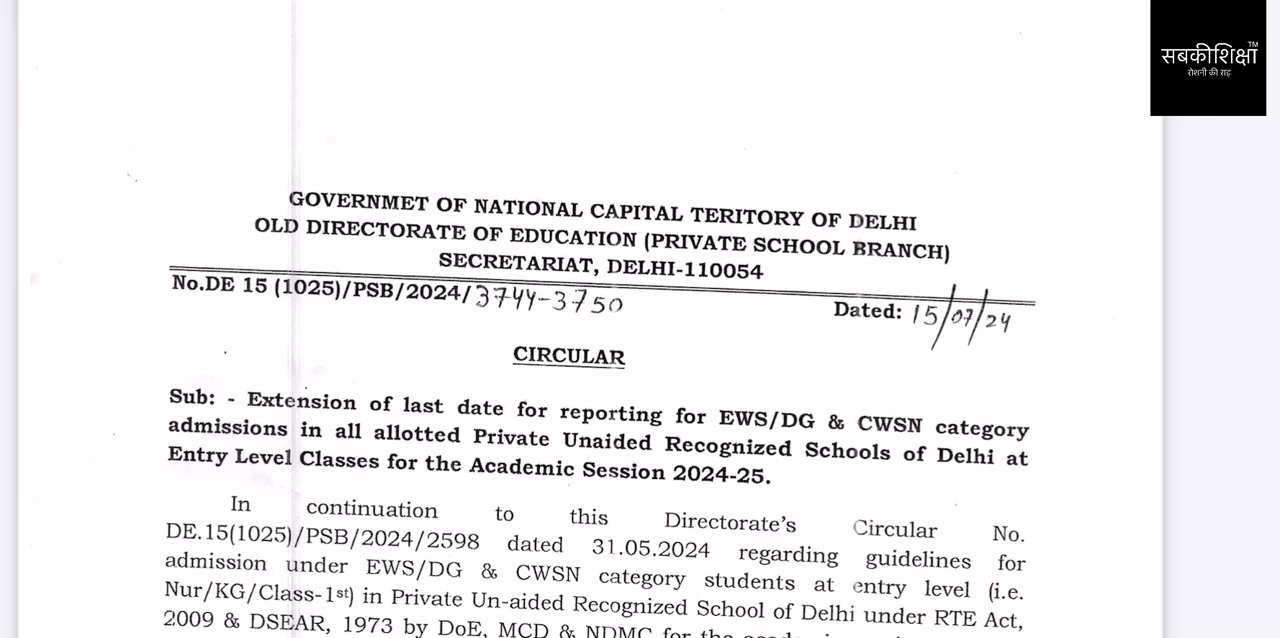 सबकीशिक्षा™
रोशनी की राह
GOVERNMET OF NATIONAL CAPITAL TERITORY OF DELHI
OLD DIRECTORATE OF EDUCATION (PRIVATE SCHOOL BRANCH)
SECRETARIAT, DELHI-110054
No.DE 15 (1025)/PSB/2024/3744-3750
Dated: 15/07/24
CIRCULAR
Sub: - Extension of last date for reporting for EWS/DG & CWSN category
admissions in all allotted Private Unaided Recognized Schools of Delhi at
Entry Level Classes for the Academic Session 2024-25.
In continuation to this Directorate's Circular No.
DE.15(1025)/PSB/2024/2598 dated 31.05.2024 regarding guidelines for
admission under EWS/DG & CWSN category students at entry level (i.e.
Nur/KG/Class-1st) in Private Un-aided Recognized School of Delhi under RTE Act,
2009 & DSEAR, 1973 by DoE, MCD & NDMC for the